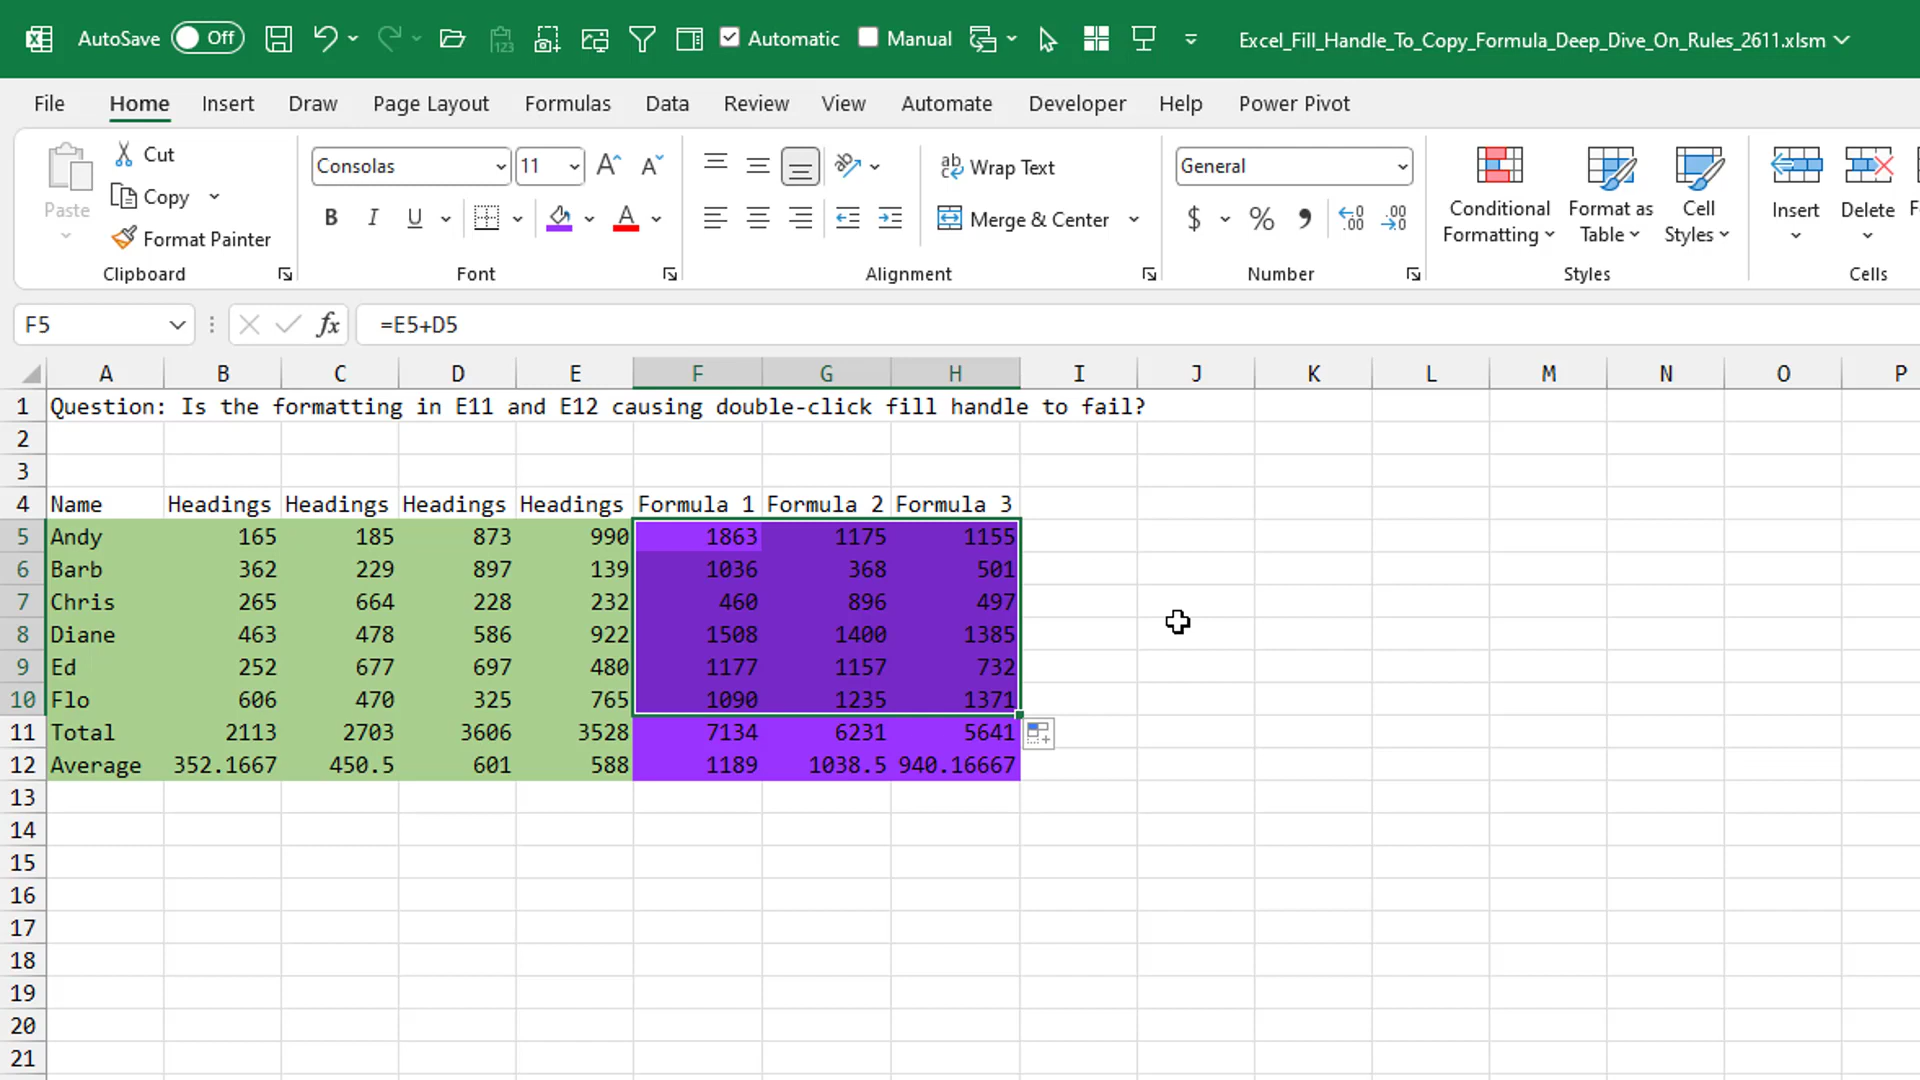 AutoSave Off 123 Automatic Manual Excel_Fill_Handle_To_Copy_Formula_Deep_Dive_On_Rules_2611.xlsm
File Home Insert Draw Page Layout Formulas Data Review View Automate Developer Help Power Pivot
Paste Cut Copy Format Painter
Clipboard
Consolas 11 A A
B I U A
Font
ab Wrap Text
Merge & Center
Alignment
General
$ % , .00 .00
Number
Conditional Formatting Format as Table Cell Styles
Styles
Insert Delete
Cells
F5 fx =E5+D5
A B C D E F G H I J K L M N O P
1 Question: Is the formatting in E11 and E12 causing double-click fill handle to fail?
2
3
4 Name Headings Headings Headings Headings Formula 1 Formula 2 Formula 3
5 Andy 165 185 873 990 1863 1175 1155
6 Barb 362 229 897 139 1036 368 501
7 Chris 265 664 228 232 460 896 497
8 Diane 463 478 586 922 1508 1400 1385
9 Ed 252 677 697 480 1177 1157 732
10 Flo 606 470 325 765 1090 1235 1371
11 Total 2113 2703 3606 3528 7134 6231 5641
12 Average 352.1667 450.5 601 588 1189 1038.5 940.16667
13
14
15
16
17
18
19
20
21